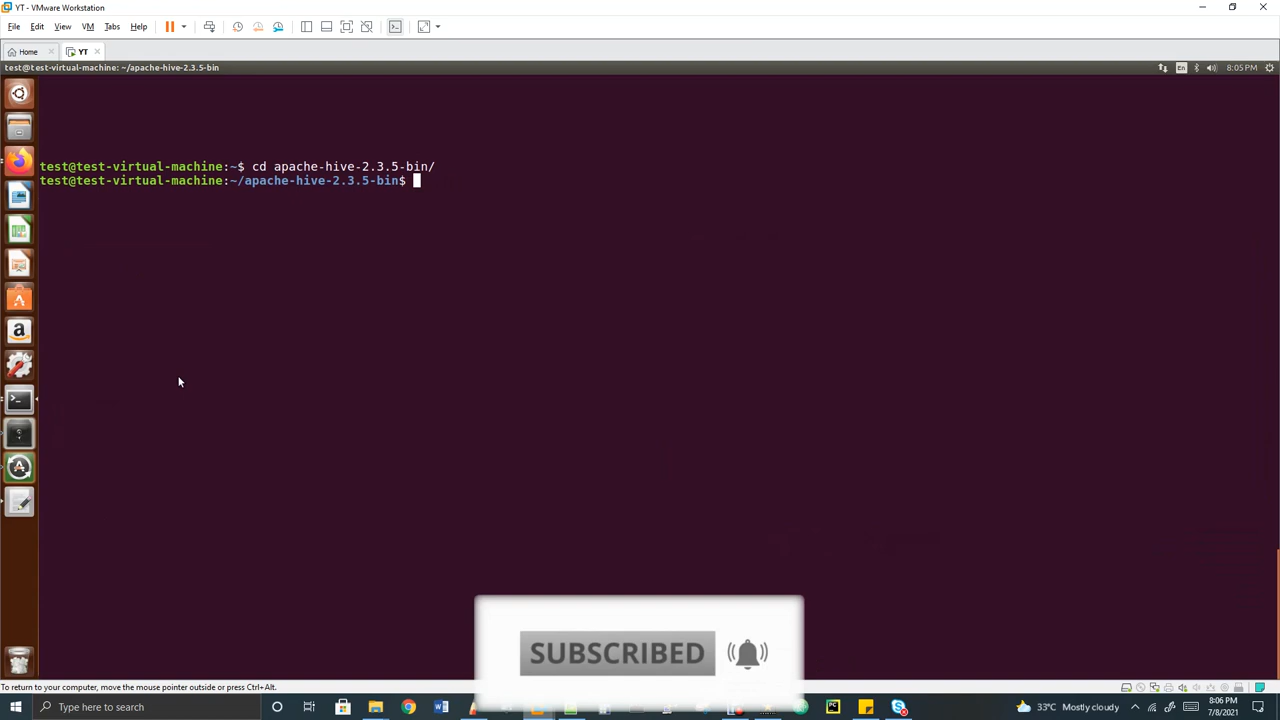 YT - VMware Workstation
File Edit View VM Tabs Help
Home YT
test@test-virtual-machine: ~/apache-hive-2.3.5-bin En 8:05 PM
test@test-virtual-machine:~$ cd apache-hive-2.3.5-bin/
test@test-virtual-machine:~/apache-hive-2.3.5-bin$
SUBSCRIBED
To return to your computer, move the mouse pointer outside or press Ctrl+Alt.
Type here to search 33°C Mostly cloudy 8:06 PM
7/8/2021